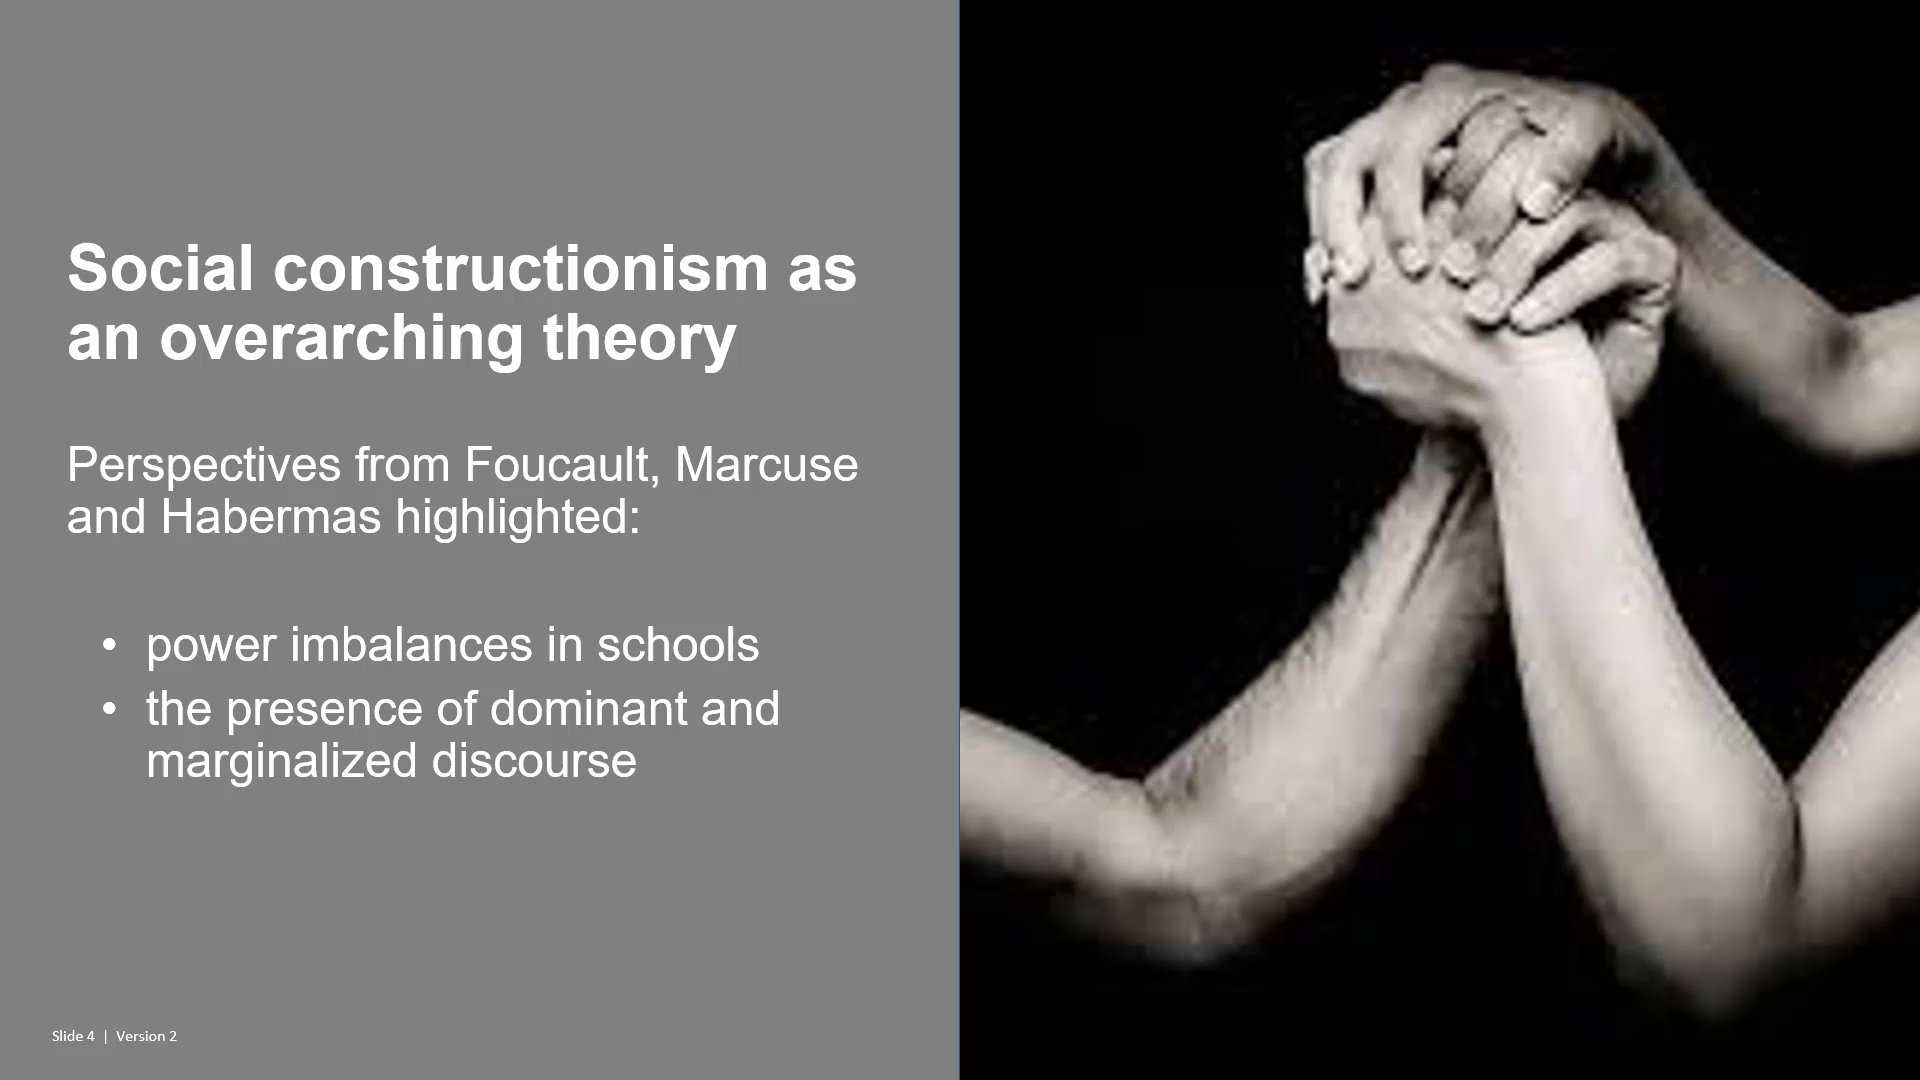 Social constructionism as
an overarching theory
Perspectives from Foucault, Marcuse
and Habermas highlighted:
• power imbalances in schools
• the presence of dominant and
marginalized discourse
Slide 4 | Version 2